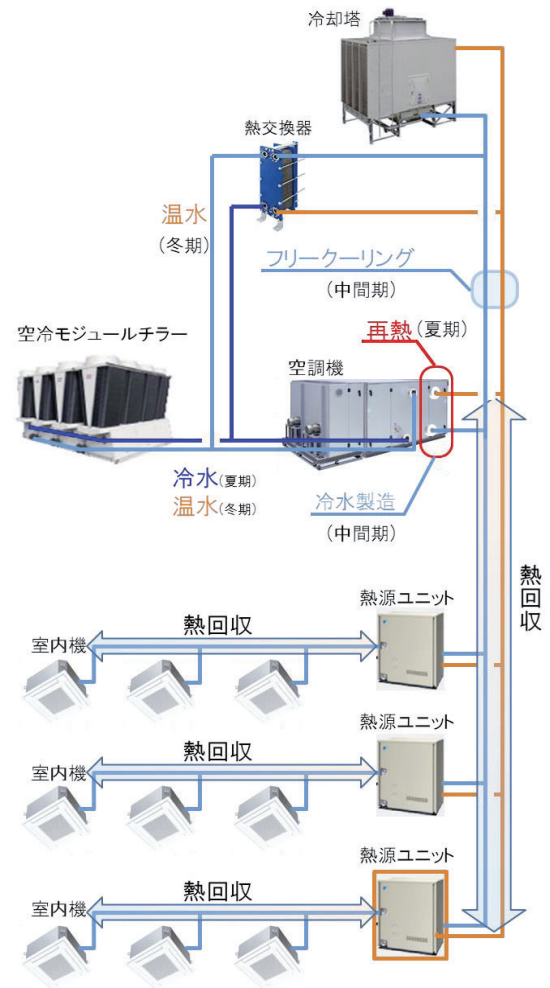 冷却塔
熱交換器
温水
(冬期)
フリークーリング
(中間期)
再熱(夏期)
空冷モジュールチラー
空調機
冷水(夏期)
温水(冬期)
冷水製造
(中間期)
熱回収
熱源ユニット
熱回収
室内機
熱源ユニット
熱回収
室内機
熱源ユニット
熱回収
室内機